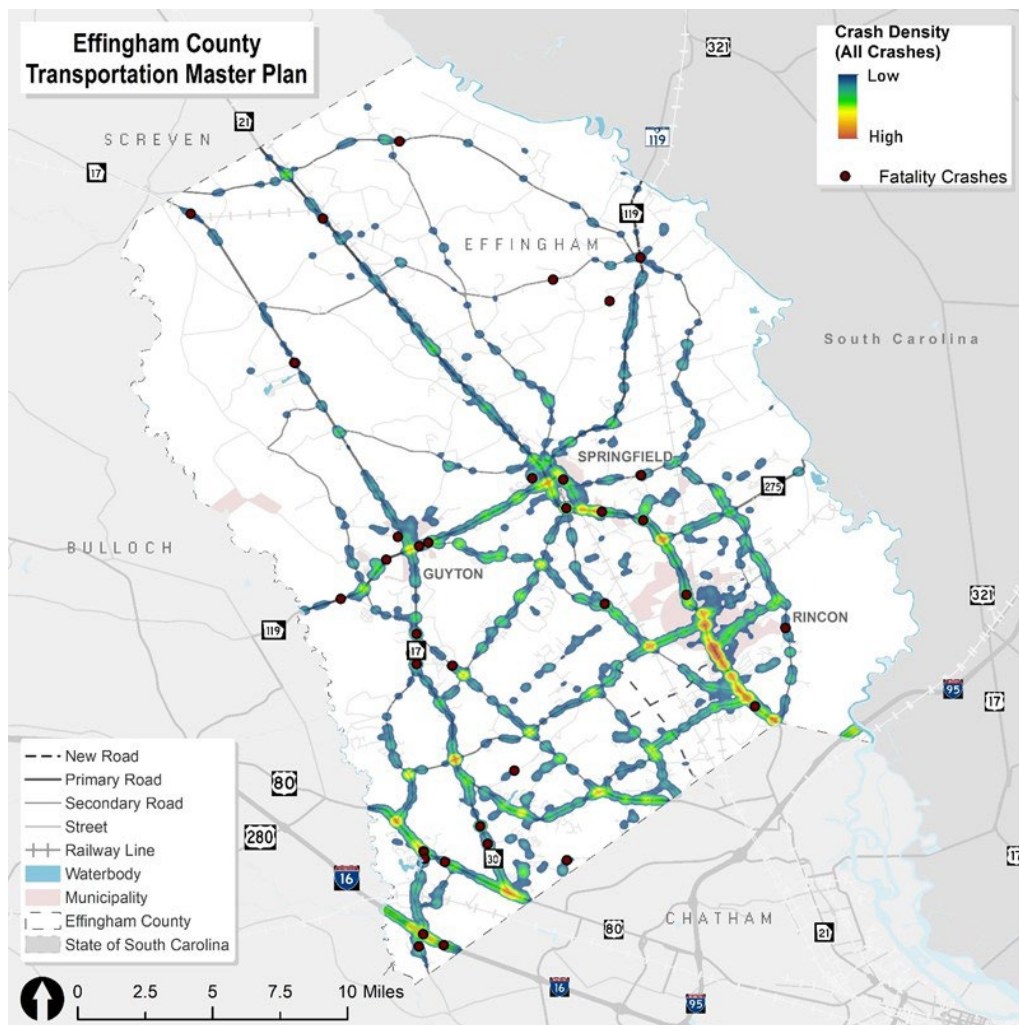 Effingham County
Transportation Master Plan
Crash Density
(All Crashes)
Low
High
Fatality Crashes
321
21
SCREVEN
17
119
119
EFFINGHAM
South Carolina
SPRINGFIELD
275
BULLOCH
GUYTON
321
RINCON
119
17
95
17
New Road
Primary Road
Secondary Road
Street
Railway Line
Waterbody
Municipality
Effingham County
State of South Carolina
80
280
16
30
17
CHATHAM
80
21
16
95
0 2.5 5 10 Miles